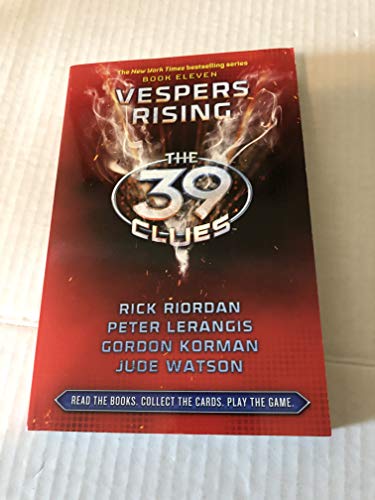 The New York Times bestselling series
BOOK ELEVEN
VESPERS
RISING
THE
39
CLUES
RICK RIORDAN
PETER LERANGIS
GORDON KORMAN
JUDE WATSON
READ THE BOOKS. COLLECT THE CARDS. PLAY THE GAME.